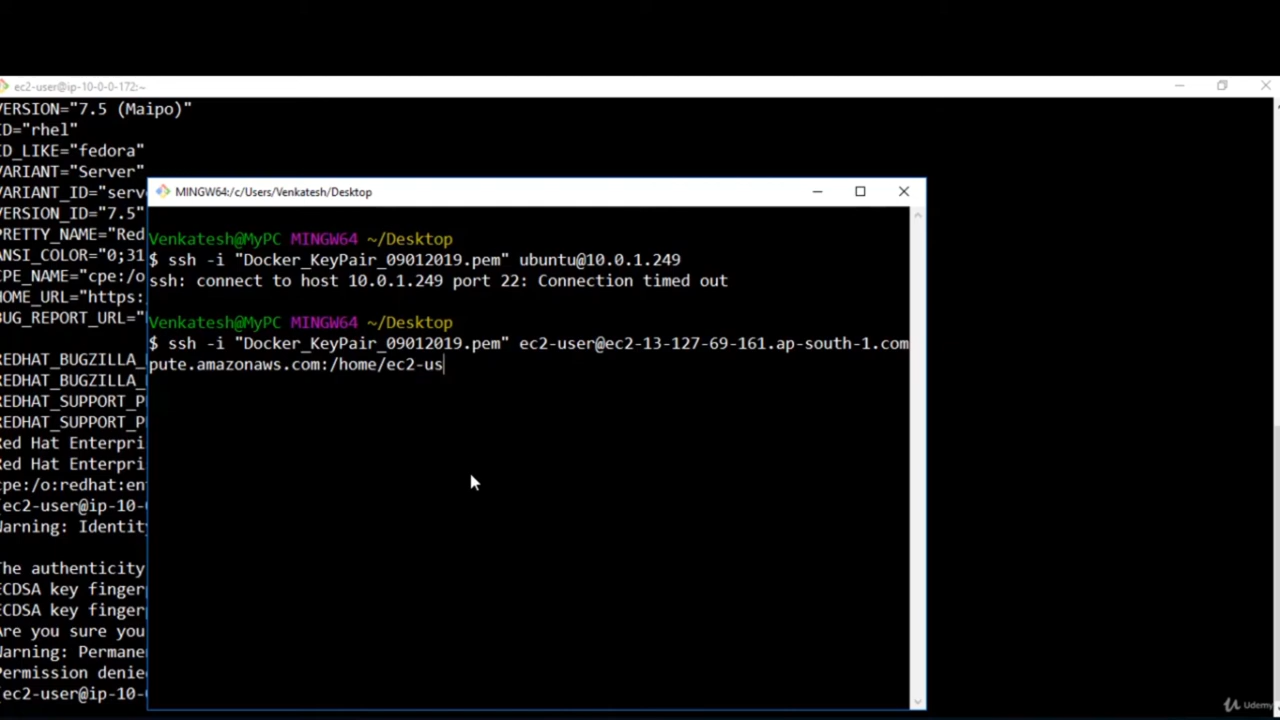 ec2-user@ip-10-0-0-172:~
VERSION="7.5 (Maipo)"
ID="rhel"
ID_LIKE="fedora"
VARIANT="Server"
VARIANT_ID="serv
VERSION_ID="7.5"
PRETTY_NAME="Red
ANSI_COLOR="0;31
CPE_NAME="cpe:/o
HOME_URL="https:
BUG_REPORT_URL="
REDHAT_BUGZILLA_
REDHAT_BUGZILLA_
REDHAT_SUPPORT_P
REDHAT_SUPPORT_P
Red Hat Enterpri
Red Hat Enterpri
cpe:/o:redhat:en
[ec2-user@ip-10-
Warning: Identit
The authenticity
ECDSA key finger
ECDSA key finger
Are you sure you
Warning: Permane
Permission denie
[ec2-user@ip-10-
MINGW64:/c/Users/Venkatesh/Desktop
Venkatesh@MyPC MINGW64 ~/Desktop
$ ssh -i "Docker_KeyPair_09012019.pem" ubuntu@10.0.1.249
ssh: connect to host 10.0.1.249 port 22: Connection timed out
Venkatesh@MyPC MINGW64 ~/Desktop
$ ssh -i "Docker_KeyPair_09012019.pem" ec2-user@ec2-13-127-69-161.ap-south-1.com
pute.amazonaws.com:/home/ec2-us
Udemy